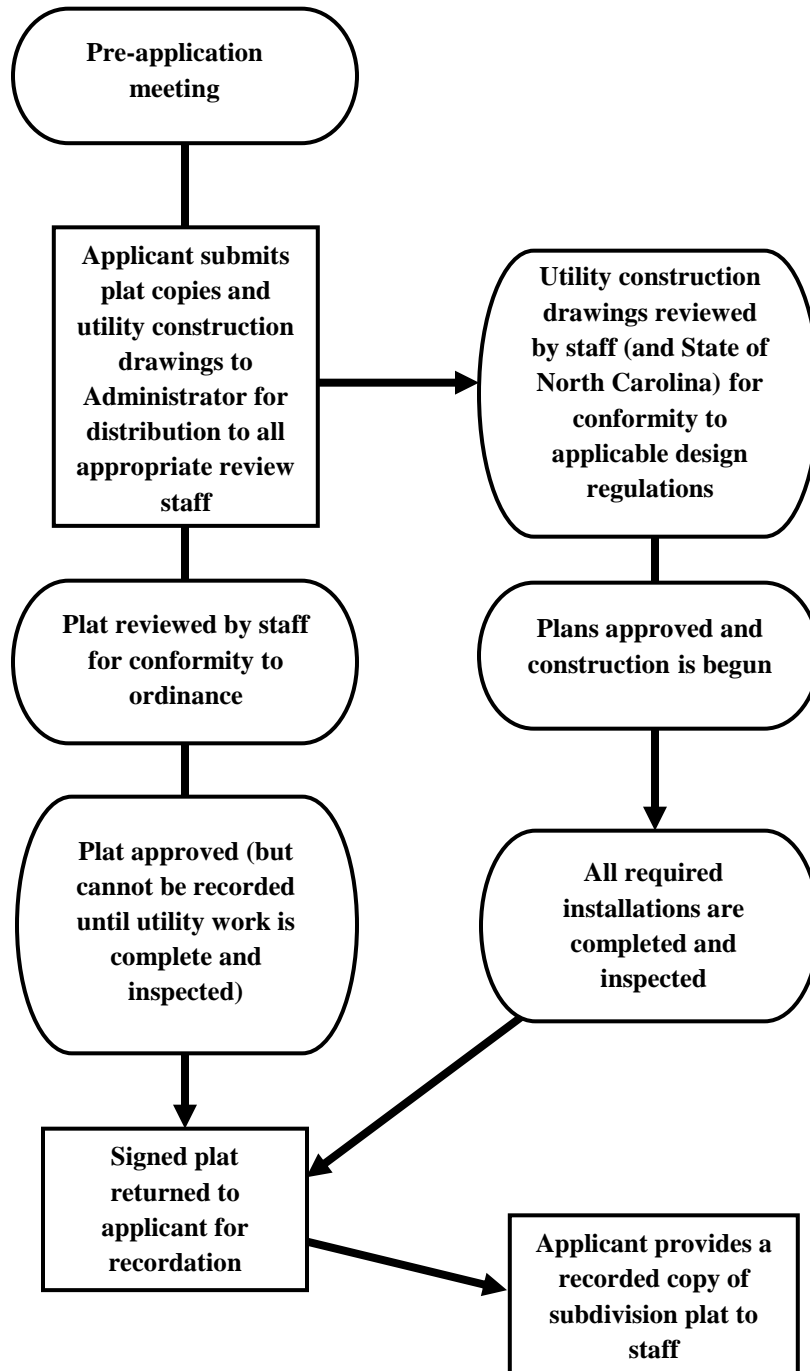 Pre-application
meeting
Applicant submits
plat copies and
utility construction
drawings to
Administrator for
distribution to all
appropriate review
staff
Utility construction
drawings reviewed
by staff (and State of
North Carolina) for
conformity to
applicable design
regulations
Plat reviewed by staff
for conformity to
ordinance
Plans approved and
construction is begun
Plat approved (but
cannot be recorded
until utility work is
complete and
inspected)
All required
installations are
completed and
inspected
Signed plat
returned to
applicant for
recordation
Applicant provides a
recorded copy of
subdivision plat to
staff